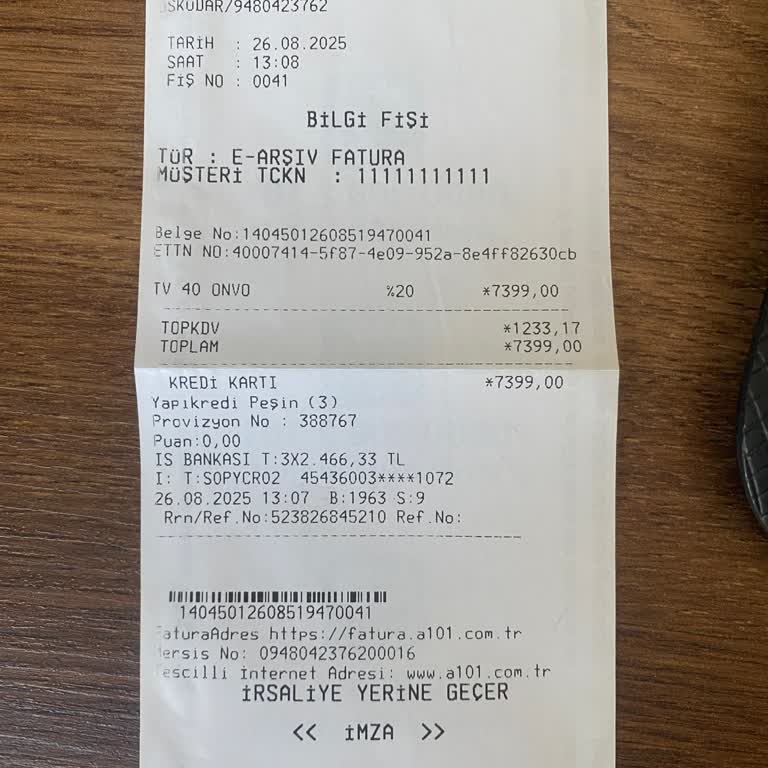 ÜSKÜDAR/9480423762
TARİH : 26.08.2025
SAAT : 13:08
FİŞ NO : 0041
BİLGİ FİŞİ
TÜR : E-ARŞIV FATURA
MÜŞTERİ TCKN : 11111111111
Belge No:14045012608519470041
ETTN NO:40007414-5f87-4e09-952a-8e4ff82630cb
TV 40 ONVO %20 *7399,00
TOPKDV *1233,17
TOPLAM *7399,00
KREDİ KARTI *7399,00
Yapıkredi Peşin (3)
Provizyon No : 388767
Puan:0,00
IS BANKASI T:3X2.466,33 TL
I: T:SOPYCR02 45436003****1072
26.08.2025 13:07 B:1963 S:9
Rrn/Ref.No:523826845210 Ref.No:
14045012608519470041
FaturaAdres https://fatura.a101.com.tr
Mersis No: 0948042376200016
Tescilli İnternet Adresi: www.a101.com.tr
İRSALİYE YERİNE GEÇER
<< İMZA >>